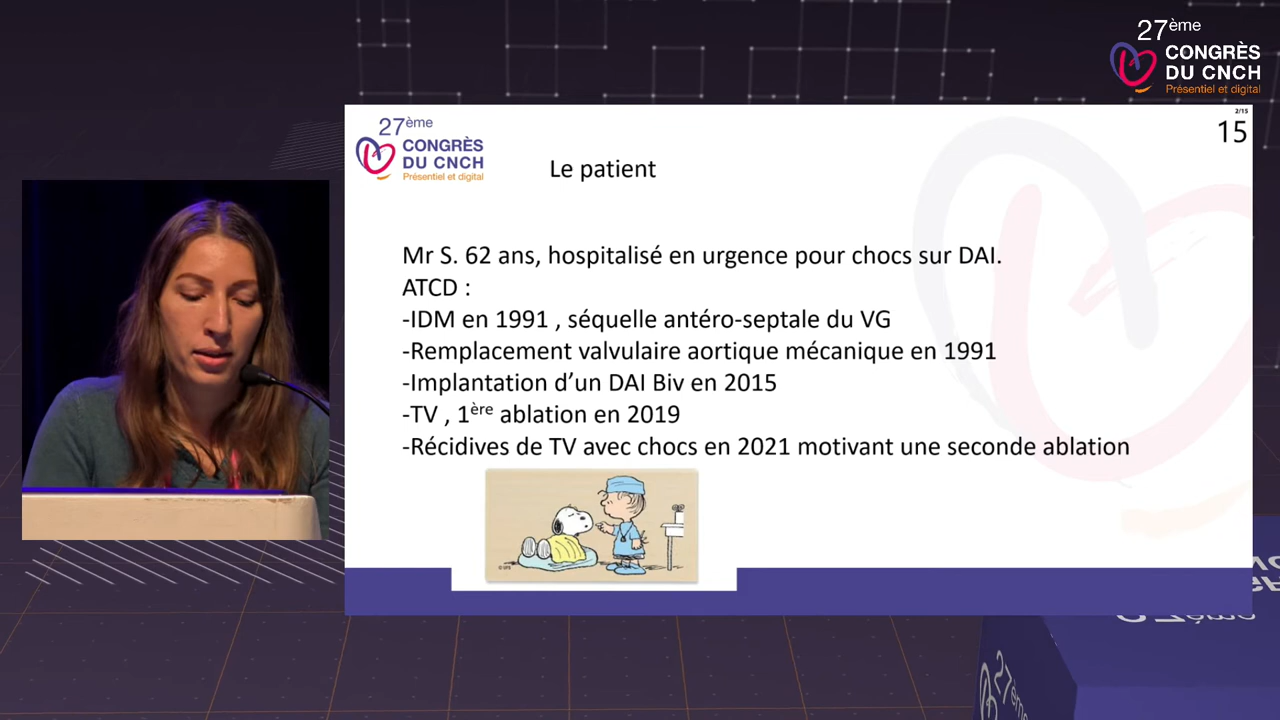 27ème
CONGRÈS
DU CNCH
Présentiel et digital
27ème
CONGRÈS
DU CNCH
Présentiel et digital
2/15
15
Le patient
Mr S. 62 ans, hospitalisé en urgence pour chocs sur DAI.
ATCD :
-IDM en 1991 , séquelle antéro-septale du VG
-Remplacement valvulaire aortique mécanique en 1991
-Implantation d’un DAI Biv en 2015
-TV , 1ère ablation en 2019
-Récidives de TV avec chocs en 2021 motivant une seconde ablation
27ème